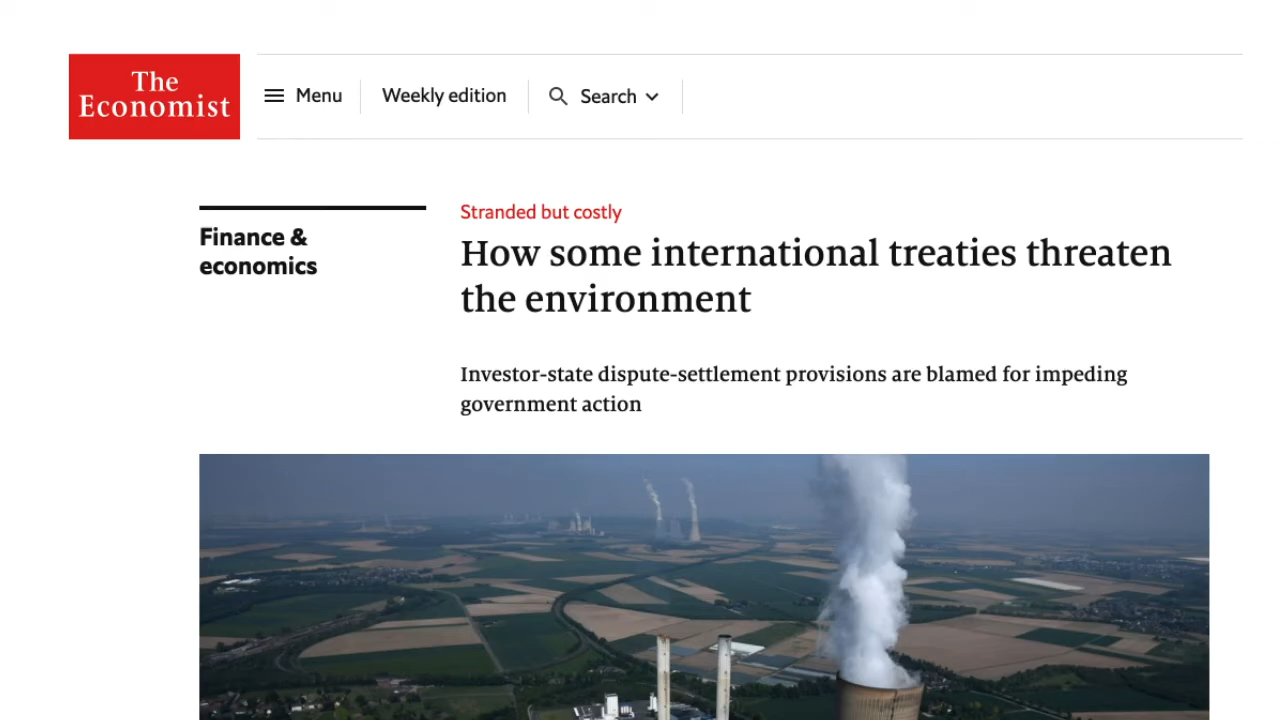 The
Economist
Menu
Weekly edition
Search
Finance &
economics
Stranded but costly
How some international treaties threaten
the environment
Investor-state dispute-settlement provisions are blamed for impeding
government action